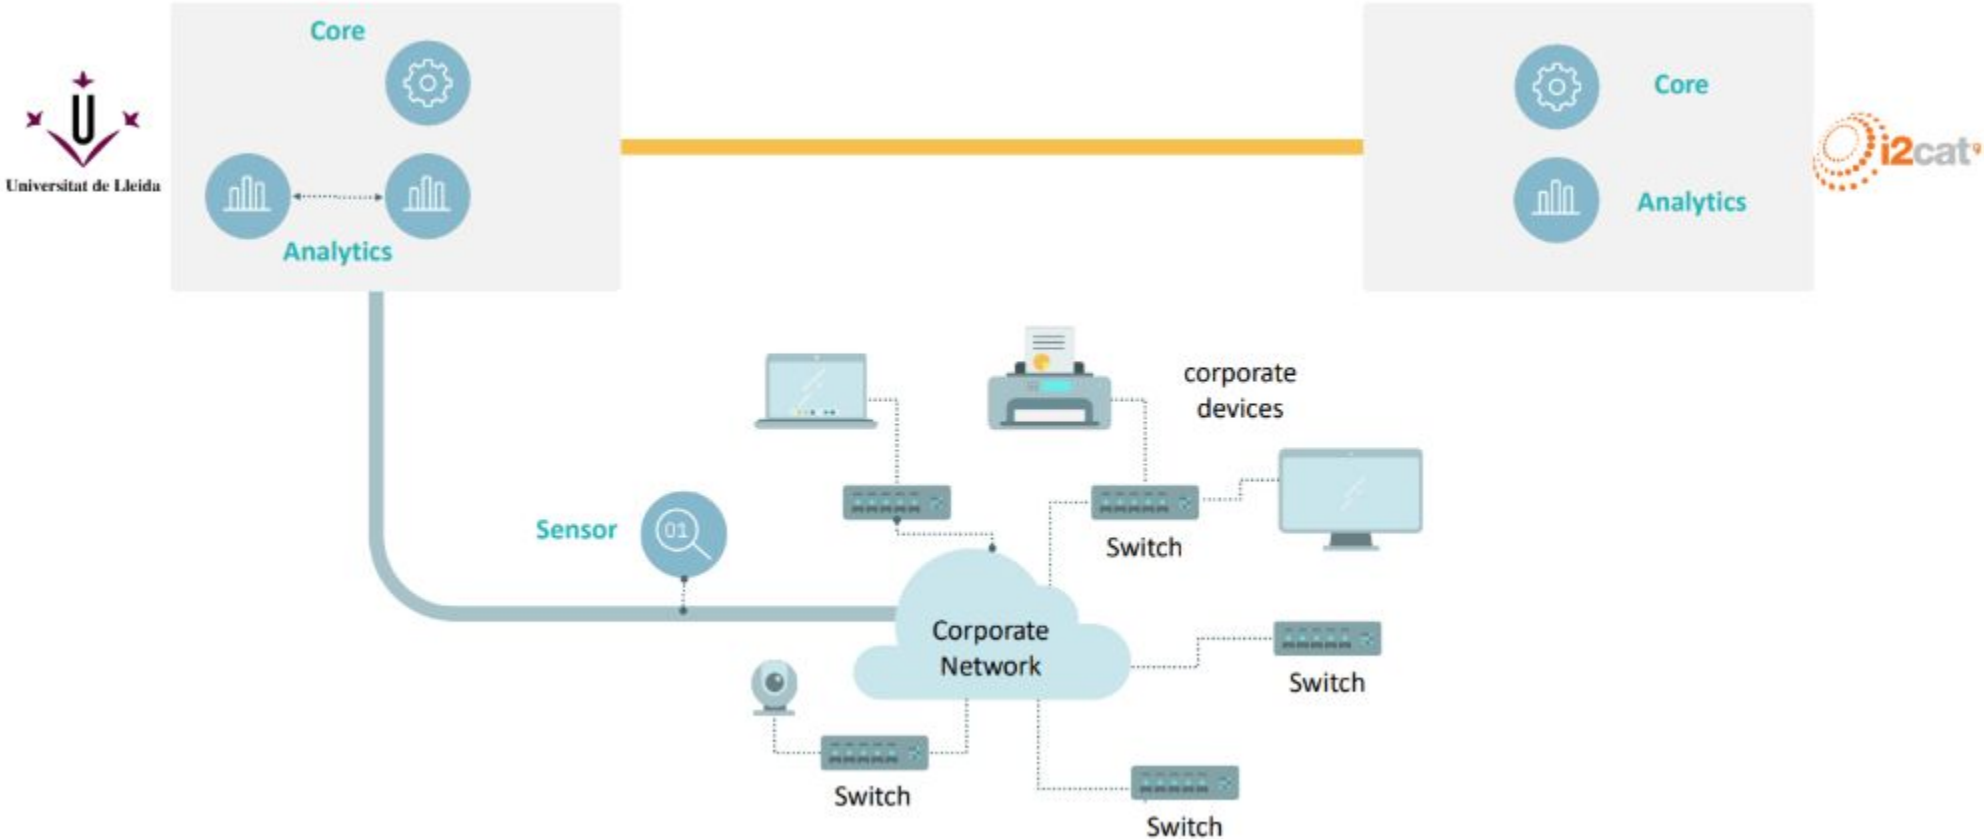 Core
Universitat de Lleida
Analytics
Core
Analytics
i2cat
corporate
devices
Sensor
01
Switch
Corporate
Network
Switch
Switch
Switch